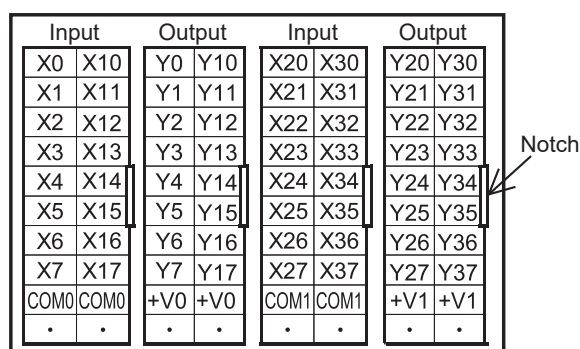 Input Output Input Output
X0 X10 Y0 Y10 X20 X30 Y20 Y30
X1 X11 Y1 Y11 X21 X31 Y21 Y31
X2 X12 Y2 Y12 X22 X32 Y22 Y32
X3 X13 Y3 Y13 X23 X33 Y23 Y33
Notch
X4 X14 Y4 Y14 X24 X34 Y24 Y34
X5 X15 Y5 Y15 X25 X35 Y25 Y35
X6 X16 Y6 Y16 X26 X36 Y26 Y36
X7 X17 Y7 Y17 X27 X37 Y27 Y37
COM0 COM0 +V0 +V0 COM1 COM1 +V1 +V1
· · · · · · · ·